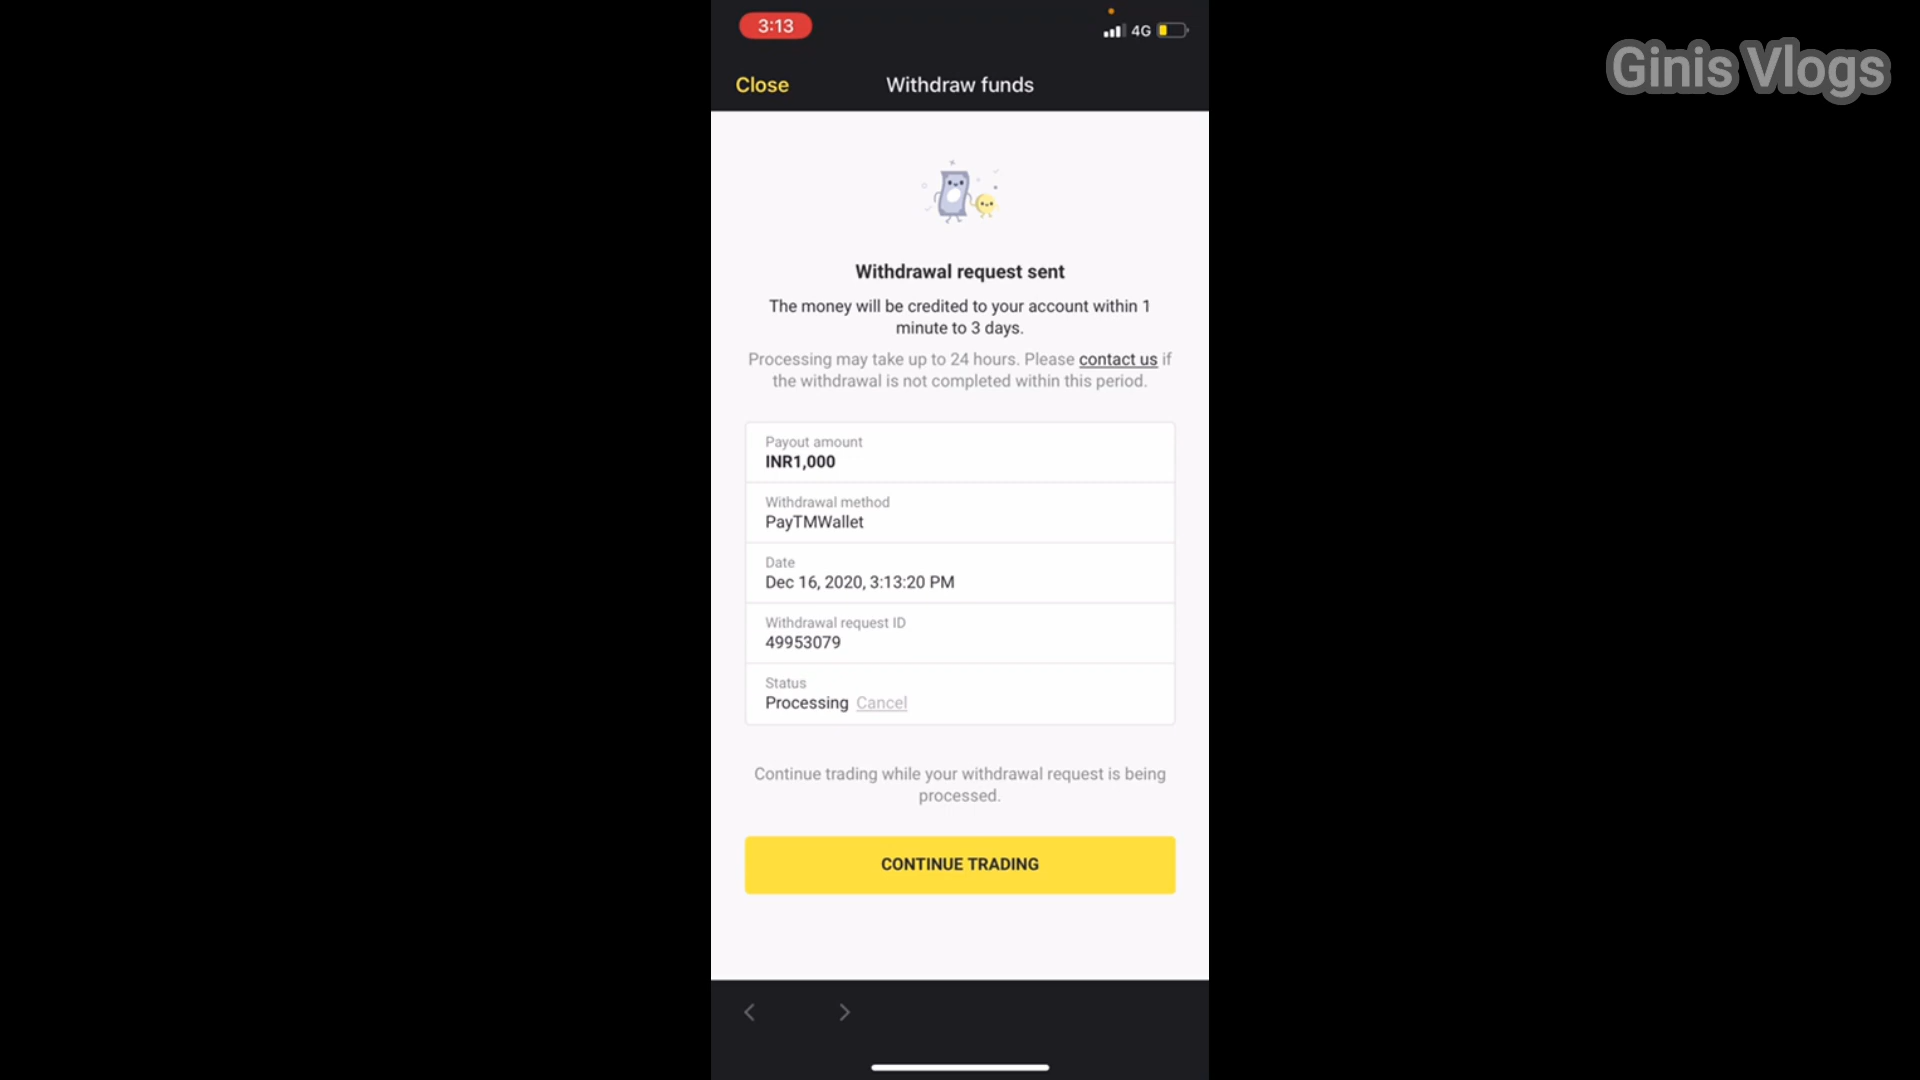 3:13
4G
Ginis Vlogs
Close
Withdraw funds
Withdrawal request sent
The money will be credited to your account within 1
minute to 3 days.
Processing may take up to 24 hours. Please contact us if
the withdrawal is not completed within this period.
Payout amount
INR1,000
Withdrawal method
PayTMWallet
Date
Dec 16, 2020, 3:13:20 PM
Withdrawal request ID
49953079
Status
Processing Cancel
Continue trading while your withdrawal request is being
processed.
CONTINUE TRADING